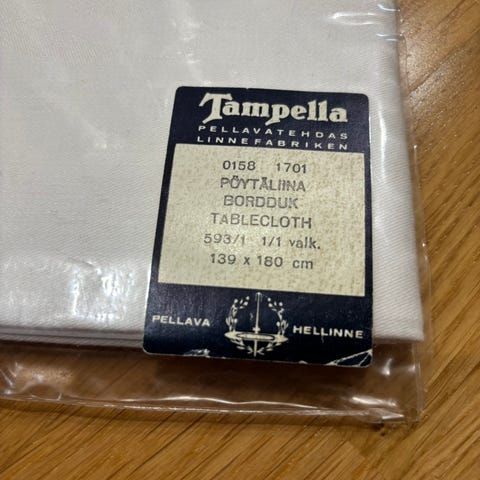 Tampella
PELLAVATEHDAS
LINNEFABRIKEN
0158 1701
PÖYTÄLIINA
BORDDUK
TABLECLOTH
593/1 1/1 valk.
139 x 180 cm
PELLAVA HELLINNE